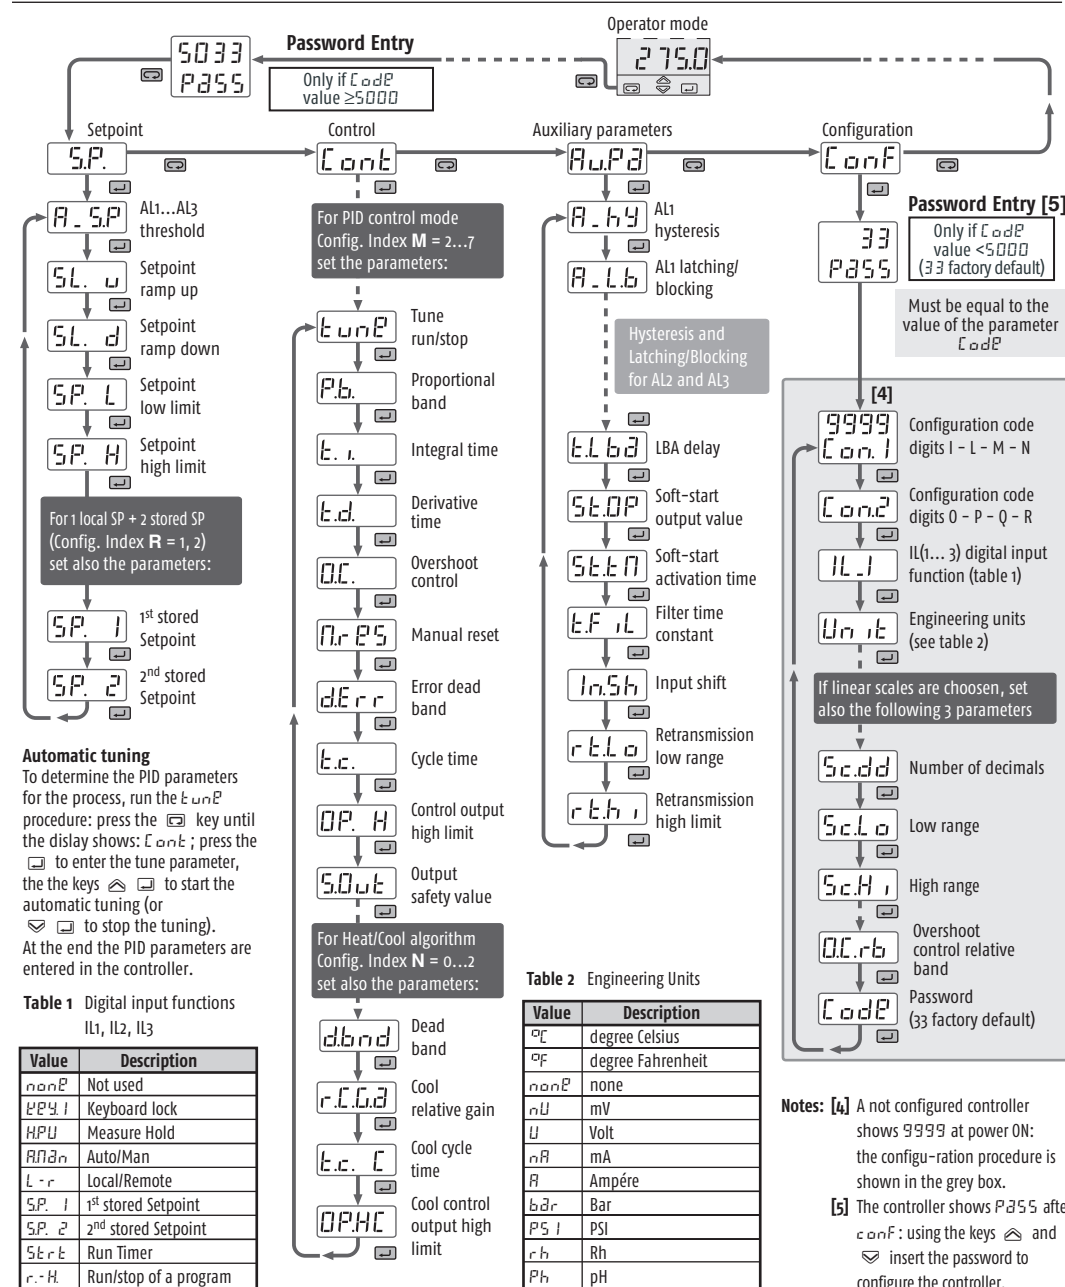 Operator mode
275.0
5033
PASS
Password Entry
Only if CodE
value ≥5000
Setpoint
S.P.
A_S.P
AL1...AL3
threshold
SL. u
Setpoint
ramp up
SL. d
Setpoint
ramp down
SP. L
Setpoint
low limit
SP. H
Setpoint
high limit
For 1 local SP + 2 stored SP
(Config. Index R = 1, 2)
set also the parameters:
SP. 1
1st stored
Setpoint
SP. 2
2nd stored
Setpoint
Automatic tuning
To determine the PID parameters
for the process, run the tunE
procedure: press the key until
the dislay shows: Cont ; press the
to enter the tune parameter,
the the keys to start the
automatic tuning (or
to stop the tuning).
At the end the PID parameters are
entered in the controller.
Table 1 Digital input functions
IL1, IL2, IL3
Value Description
nonE Not used
KEY.1 Keyboard lock
H.PU Measure Hold
A.Man Auto/Man
L-r Local/Remote
S.P. 1 1st stored Setpoint
S.P. 2 2nd stored Setpoint
Strt Run Timer
r.-H. Run/stop of a program
Control
Cont
For PID control mode
Config. Index M = 2...7
set the parameters:
tunE
Tune
run/stop
P.b.
Proportional
band
t.i.
Integral time
t.d.
Derivative
time
O.C.
Overshoot
control
M.rES
Manual reset
d.Err
Error dead
band
t.c.
Cycle time
OP. H
Control output
high limit
S.Out
Output
safety value
For Heat/Cool algorithm
Config. Index N = 0...2
set also the parameters:
d.bnd
Dead
band
r.C.G.a
Cool
relative gain
t.c. C
Cool cycle
time
OP.HC
Cool control
output high
limit
Auxiliary parameters
Au.Pa
A_hY
AL1
hysteresis
A_L.b
AL1 latching/
blocking
Hysteresis and
Latching/Blocking
for AL2 and AL3
t.Lba
LBA delay
St.OP
Soft-start
output value
St.tM
Soft-start
activation time
t.FiL
Filter time
constant
In.Sh
Input shift
rt.Lo
Retransmission
low range
rt.hi
Retransmission
high limit
Table 2 Engineering Units
Value Description
°C degree Celsius
°F degree Fahrenheit
nonE none
nU mV
U Volt
nA mA
A Ampére
bar Bar
PSI PSI
rh Rh
Ph pH
Configuration
ConF
33
PASS
Password Entry [5]
Only if CodE
value <5000
(33 factory default)
Must be equal to the
value of the parameter
CodE
[4]
9999
Con.1
Configuration code
digits I - L - M - N
Con.2
Configuration code
digits O - P - Q - R
IL_1
IL(1... 3) digital input
function (table 1)
Unit
Engineering units
(see table 2)
If linear scales are choosen, set
also the following 3 parameters
Sc.dd
Number of decimals
Sc.Lo
Low range
Sc.Hi
High range
O.C.rb
Overshoot
control relative
band
CodE
Password
(33 factory default)
Notes: [4] A not configured controller
shows 9999 at power ON:
the configu-ration procedure is
shown in the grey box.
[5] The controller shows PASS afte
conF: using the keys and
insert the password to
configure the controller.